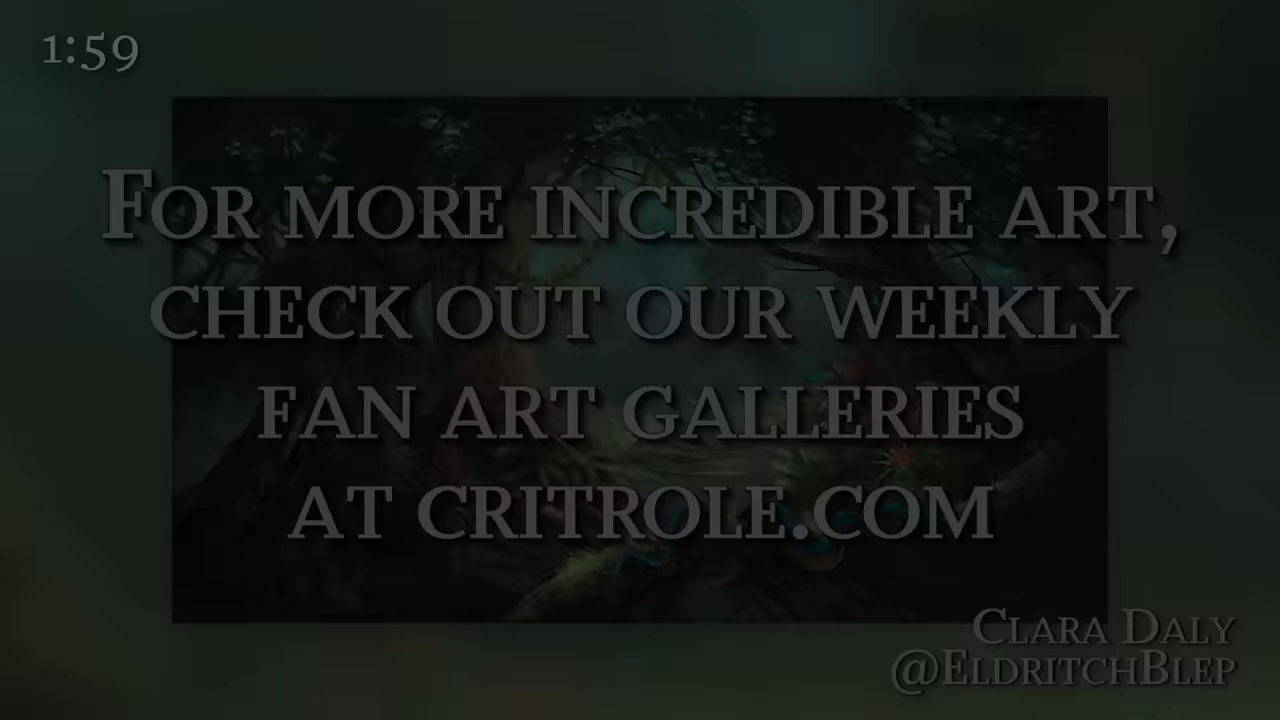 1:59
For more incredible art,
check out our weekly
fan art galleries
at critrole.com
Clara Daly
@EldritchBlep